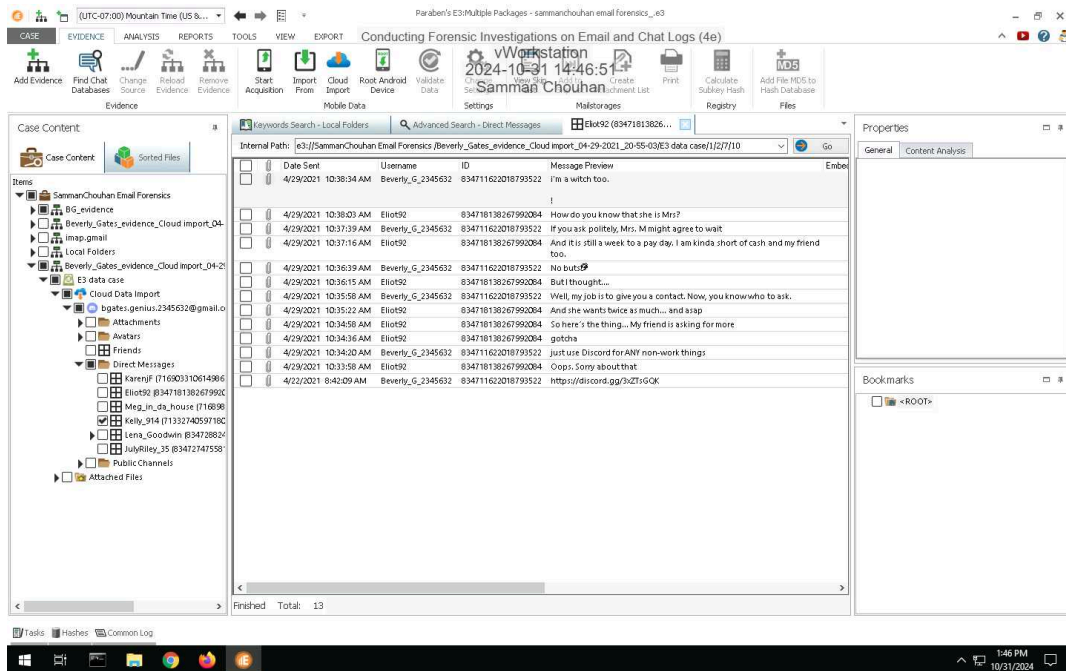 (UTC-07:00) Mountain Time (US &...
Paraben's E3:Multiple Packages - sammanchouhan email forensics_.e3
CASE EVIDENCE ANALYSIS REPORTS TOOLS VIEW EXPORT
Conducting Forensic Investigations on Email and Chat Logs (4e)
vWorkstation
2024-10-31 14:46:51
Samman Chouhan
Add Evidence
Find Chat Databases
Change Source
Reload Evidence
Remove Evidence
Start Acquisition
Import From
Cloud Import
Root Android Device
Validate Data
Print
Calculate Subkey Hash
MD5
Add File MD5 to Hash Database
Evidence Mobile Data Settings Mailstorages Registry Files
Case Content
Case Content Sorted Files
Items
SammanChouhan Email Forensics
BG_evidence
Beverly_Gates_evidence_Cloud import_04-
imap.gmail
Local Folders
Beverly_Gates_evidence_Cloud import_04-29
E3 data case
Cloud Data Import
bgates.genius.2345632@gmail.c
Attachments
Avatars
Friends
Direct Messages
KarenJF (716903310614986
Eliot92 (8347181382679920
Meg_in_da_house (716898
Kelly_914 (7133274059718
Lena_Goodwin (834728824
JulyRiley_35 (83472747558
Public Channels
Attached Files
Keywords Search - Local Folders
Advanced Search - Direct Messages
Eliot92 (83471813826...
Internal Path: e3://SammanChouhan Email Forensics /Beverly_Gates_evidence_Cloud import_04-29-2021_20-55-03/E3 data case/1/2/7/10 Go
Date Sent Username ID Message Preview Embe
4/29/2021 10:38:34 AM Beverly_G_2345632 834711622018793522 i'm a witch too.
!
4/29/2021 10:38:03 AM Eliot92 834718138267992084 How do you know that she is Mrs?
4/29/2021 10:37:39 AM Beverly_G_2345632 834711622018793522 If you ask politely, Mrs. M might agree to wait
4/29/2021 10:37:16 AM Eliot92 834718138267992084 And it is still a week to a pay day. I am kinda short of cash and my friend
too.
4/29/2021 10:36:39 AM Beverly_G_2345632 834711622018793522 No buts
4/29/2021 10:36:15 AM Eliot92 834718138267992084 But I thought....
4/29/2021 10:35:58 AM Beverly_G_2345632 834711622018793522 Well, my job is to give you a contact. Now, you know who to ask.
4/29/2021 10:35:22 AM Eliot92 834718138267992084 And she wants twice as much... and asap
4/29/2021 10:34:58 AM Eliot92 834718138267992084 So here's the thing... My friend is asking for more
4/29/2021 10:34:36 AM Eliot92 834718138267992084 gotcha
4/29/2021 10:34:20 AM Beverly_G_2345632 834711622018793522 just use Discord for ANY non-work things
4/29/2021 10:33:58 AM Eliot92 834718138267992084 Oops. Sorry about that
4/22/2021 8:42:09 AM Beverly_G_2345632 834711622018793522 https://discord.gg/3xZTsGQK
Finished Total: 13
Properties
General Content Analysis
Bookmarks
<ROOT>
Tasks Hashes Common Log
1:46 PM
10/31/2024